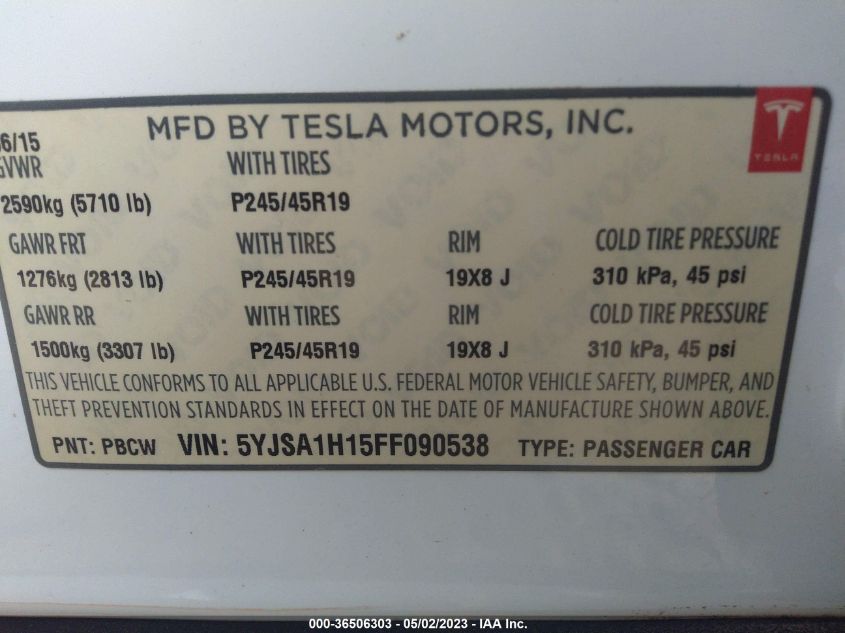 6/15 MFD BY TESLA MOTORS, INC.
TESLA
GVWR WITH TIRES
2590kg (5710 lb) P245/45R19
GAWR FRT WITH TIRES RIM COLD TIRE PRESSURE
1276kg (2813 lb) P245/45R19 19X8 J 310 kPa, 45 psi
GAWR RR WITH TIRES RIM COLD TIRE PRESSURE
1500kg (3307 lb) P245/45R19 19X8 J 310 kPa, 45 psi
THIS VEHICLE CONFORMS TO ALL APPLICABLE U.S. FEDERAL MOTOR VEHICLE SAFETY, BUMPER, AND
THEFT PREVENTION STANDARDS IN EFFECT ON THE DATE OF MANUFACTURE SHOWN ABOVE.
PNT: PBCW VIN: 5YJSA1H15FF090538 TYPE: PASSENGER CAR
000-36506303 - 05/02/2023 - IAA Inc.